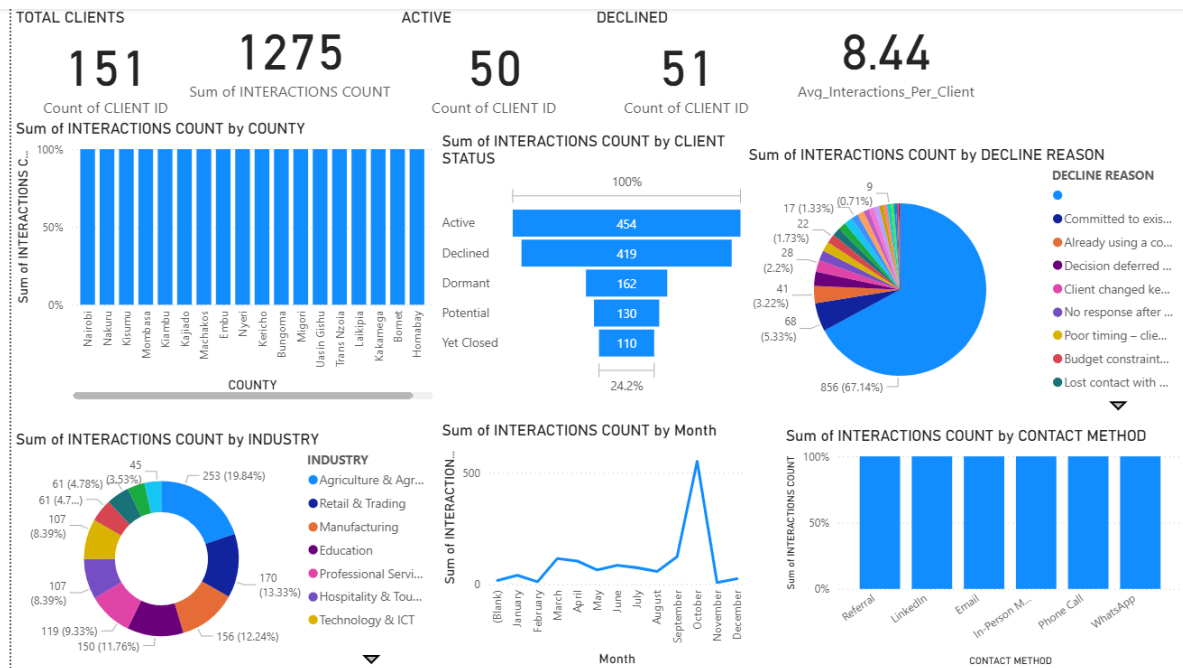 TOTAL CLIENTS
ACTIVE
DECLINED
151
Count of CLIENT ID
1275
Sum of INTERACTIONS COUNT
50
Count of CLIENT ID
51
Count of CLIENT ID
8.44
Avg_Interactions_Per_Client
Sum of INTERACTIONS COUNT by COUNTY
Sum of INTERACTIONS C...
100%
50%
0%
Nairobi
Nakuru
Kisumu
Mombasa
Kiambu
Kajiado
Machakos
Embu
Nyeri
Kericho
Bungoma
Migori
Uasin Gishu
Trans Nzoia
Laikipia
Kakamega
Bomet
Homabay
COUNTY
Sum of INTERACTIONS COUNT by CLIENT
STATUS
100%
Active
454
Declined
419
Dormant
162
Potential
130
Yet Closed
110
24.2%
Sum of INTERACTIONS COUNT by DECLINE REASON
9
(0.71%)
17 (1.33%)
22
(1.73%)
28
(2.2%)
41
(3.22%)
68
(5.33%)
856 (67.14%)
DECLINE REASON
Committed to exis...
Already using a co...
Decision deferred ...
Client changed ke...
No response after ...
Poor timing – clie...
Budget constraint...
Lost contact with ...
Sum of INTERACTIONS COUNT by INDUSTRY
45
(3.53%)
61 (4.78%)
61 (4.7...)
107
(8.39%)
107
(8.39%)
119 (9.33%)
150 (11.76%)
156 (12.24%)
170
(13.33%)
253 (19.84%)
INDUSTRY
Agriculture & Agr...
Retail & Trading
Manufacturing
Education
Professional Servi...
Hospitality & Tou...
Technology & ICT
Sum of INTERACTIONS COUNT by Month
Sum of INTERACTION...
500
0
(Blank)
January
February
March
April
May
June
July
August
September
October
November
December
Month
Sum of INTERACTIONS COUNT by CONTACT METHOD
Sum of INTERACTIONS COUNT
100%
50%
0%
Referral
LinkedIn
Email
In-Person M...
Phone Call
WhatsApp
CONTACT METHOD